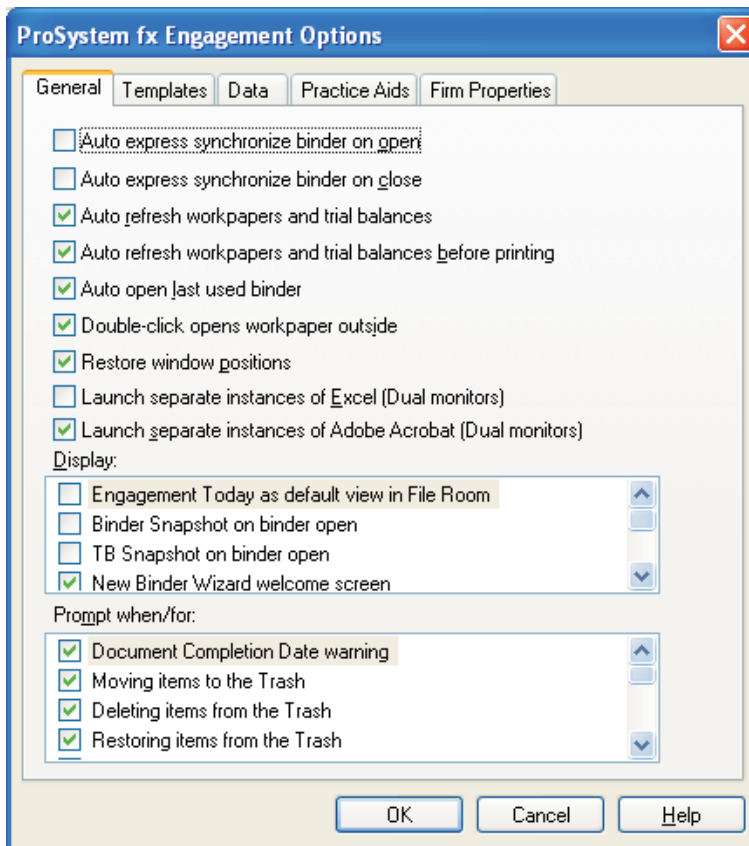 ProSystem fx Engagement Options
General Templates Data Practice Aids Firm Properties
Auto express synchronize binder on open
Auto express synchronize binder on close
Auto refresh workpapers and trial balances
Auto refresh workpapers and trial balances before printing
Auto open last used binder
Double-click opens workpaper outside
Restore window positions
Launch separate instances of Excel (Dual monitors)
Launch separate instances of Adobe Acrobat (Dual monitors)
Display:
Engagement Today as default view in File Room
Binder Snapshot on binder open
TB Snapshot on binder open
New Binder Wizard welcome screen
Prompt when/for:
Document Completion Date warning
Moving items to the Trash
Deleting items from the Trash
Restoring items from the Trash
OK Cancel Help